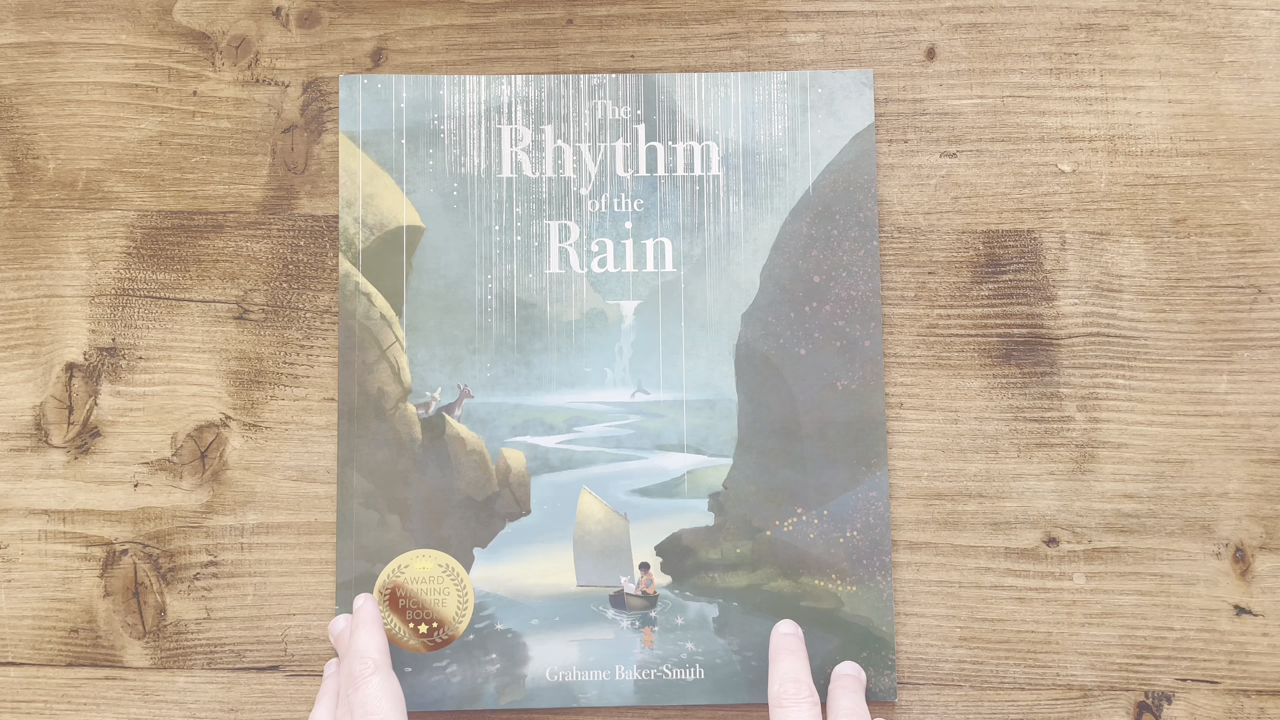 The
Rhythm
of the
Rain
AWARD
WINNING
PICTURE
BOOK
Grahame Baker-Smith